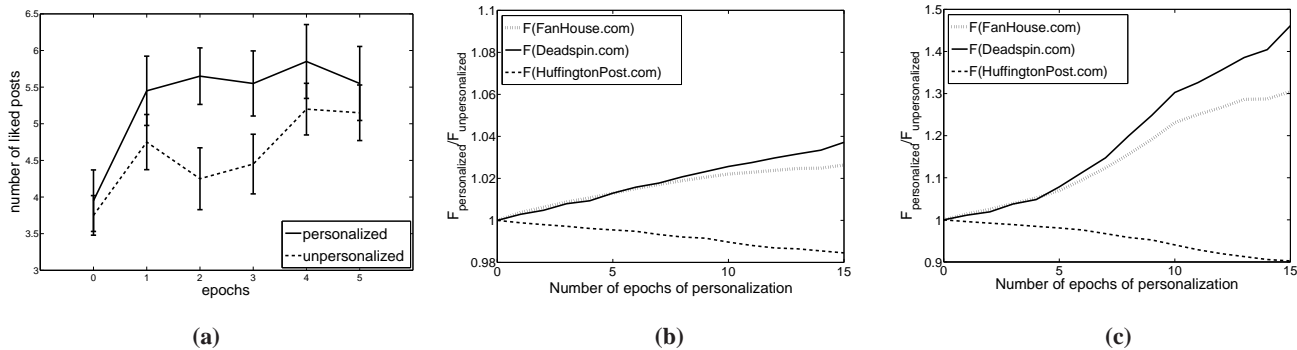 6.5
6
5.5
5
4.5
4
3.5
3
number of liked posts
0 1 2 3 4 5
epochs
personalized
unpersonalized
(a)
1.1
1.08
1.06
1.04
1.02
1
0.98
F personalized/F unpersonalized
F(FanHouse.com)
F(Deadspin.com)
F(HuffingtonPost.com)
0 5 10 15
Number of epochs of personalization
(b)
1.5
1.4
1.3
1.2
1.1
1
0.9
F personalized/F unpersonalized
F(FanHouse.com)
F(Deadspin.com)
F(HuffingtonPost.com)
0 5 10 15
Number of epochs of personalization
(c)